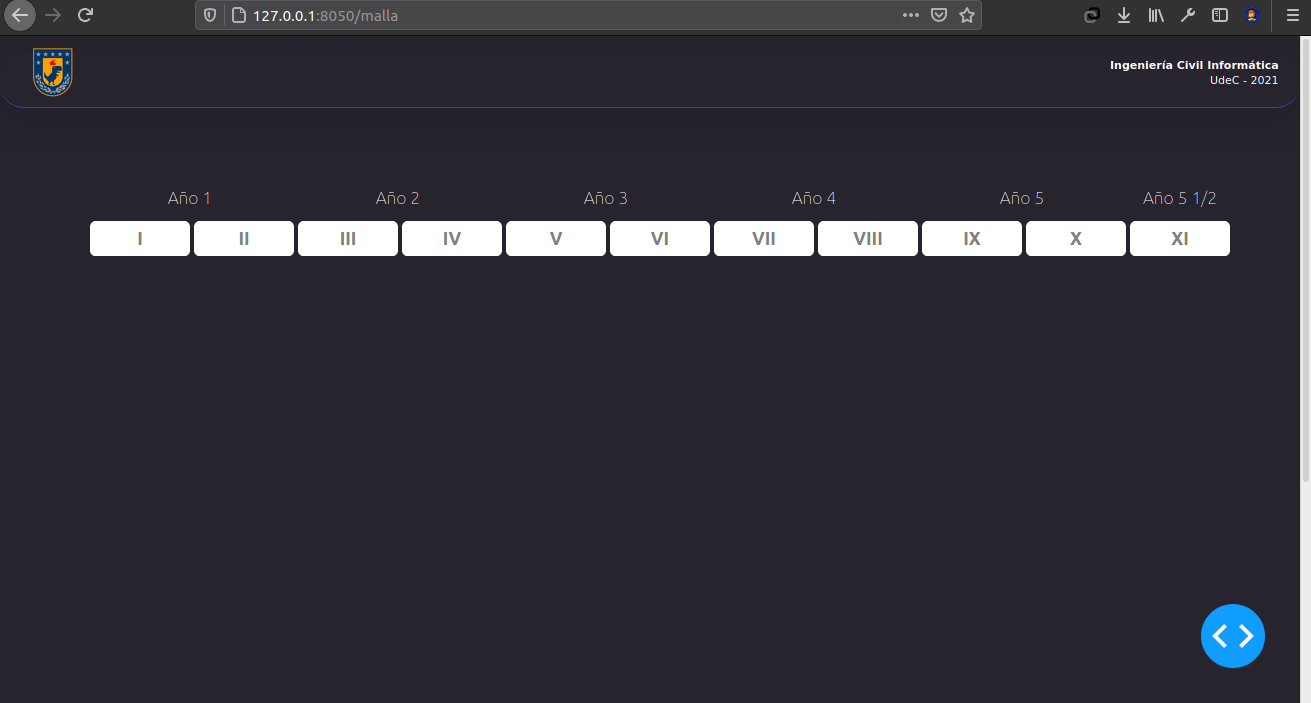 127.0.0.1:8050/malla
Ingeniería Civil Informática
UdeC - 2021
Año 1 Año 2 Año 3 Año 4 Año 5 Año 5 1/2
I II III IV V VI VII VIII IX X XI